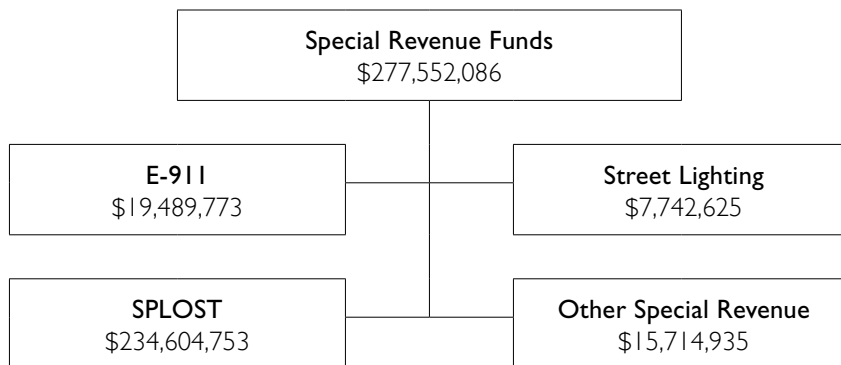 Special Revenue Funds
$277,552,086
E-911
$19,489,773
Street Lighting
$7,742,625
SPLOST
$234,604,753
Other Special Revenue
$15,714,935